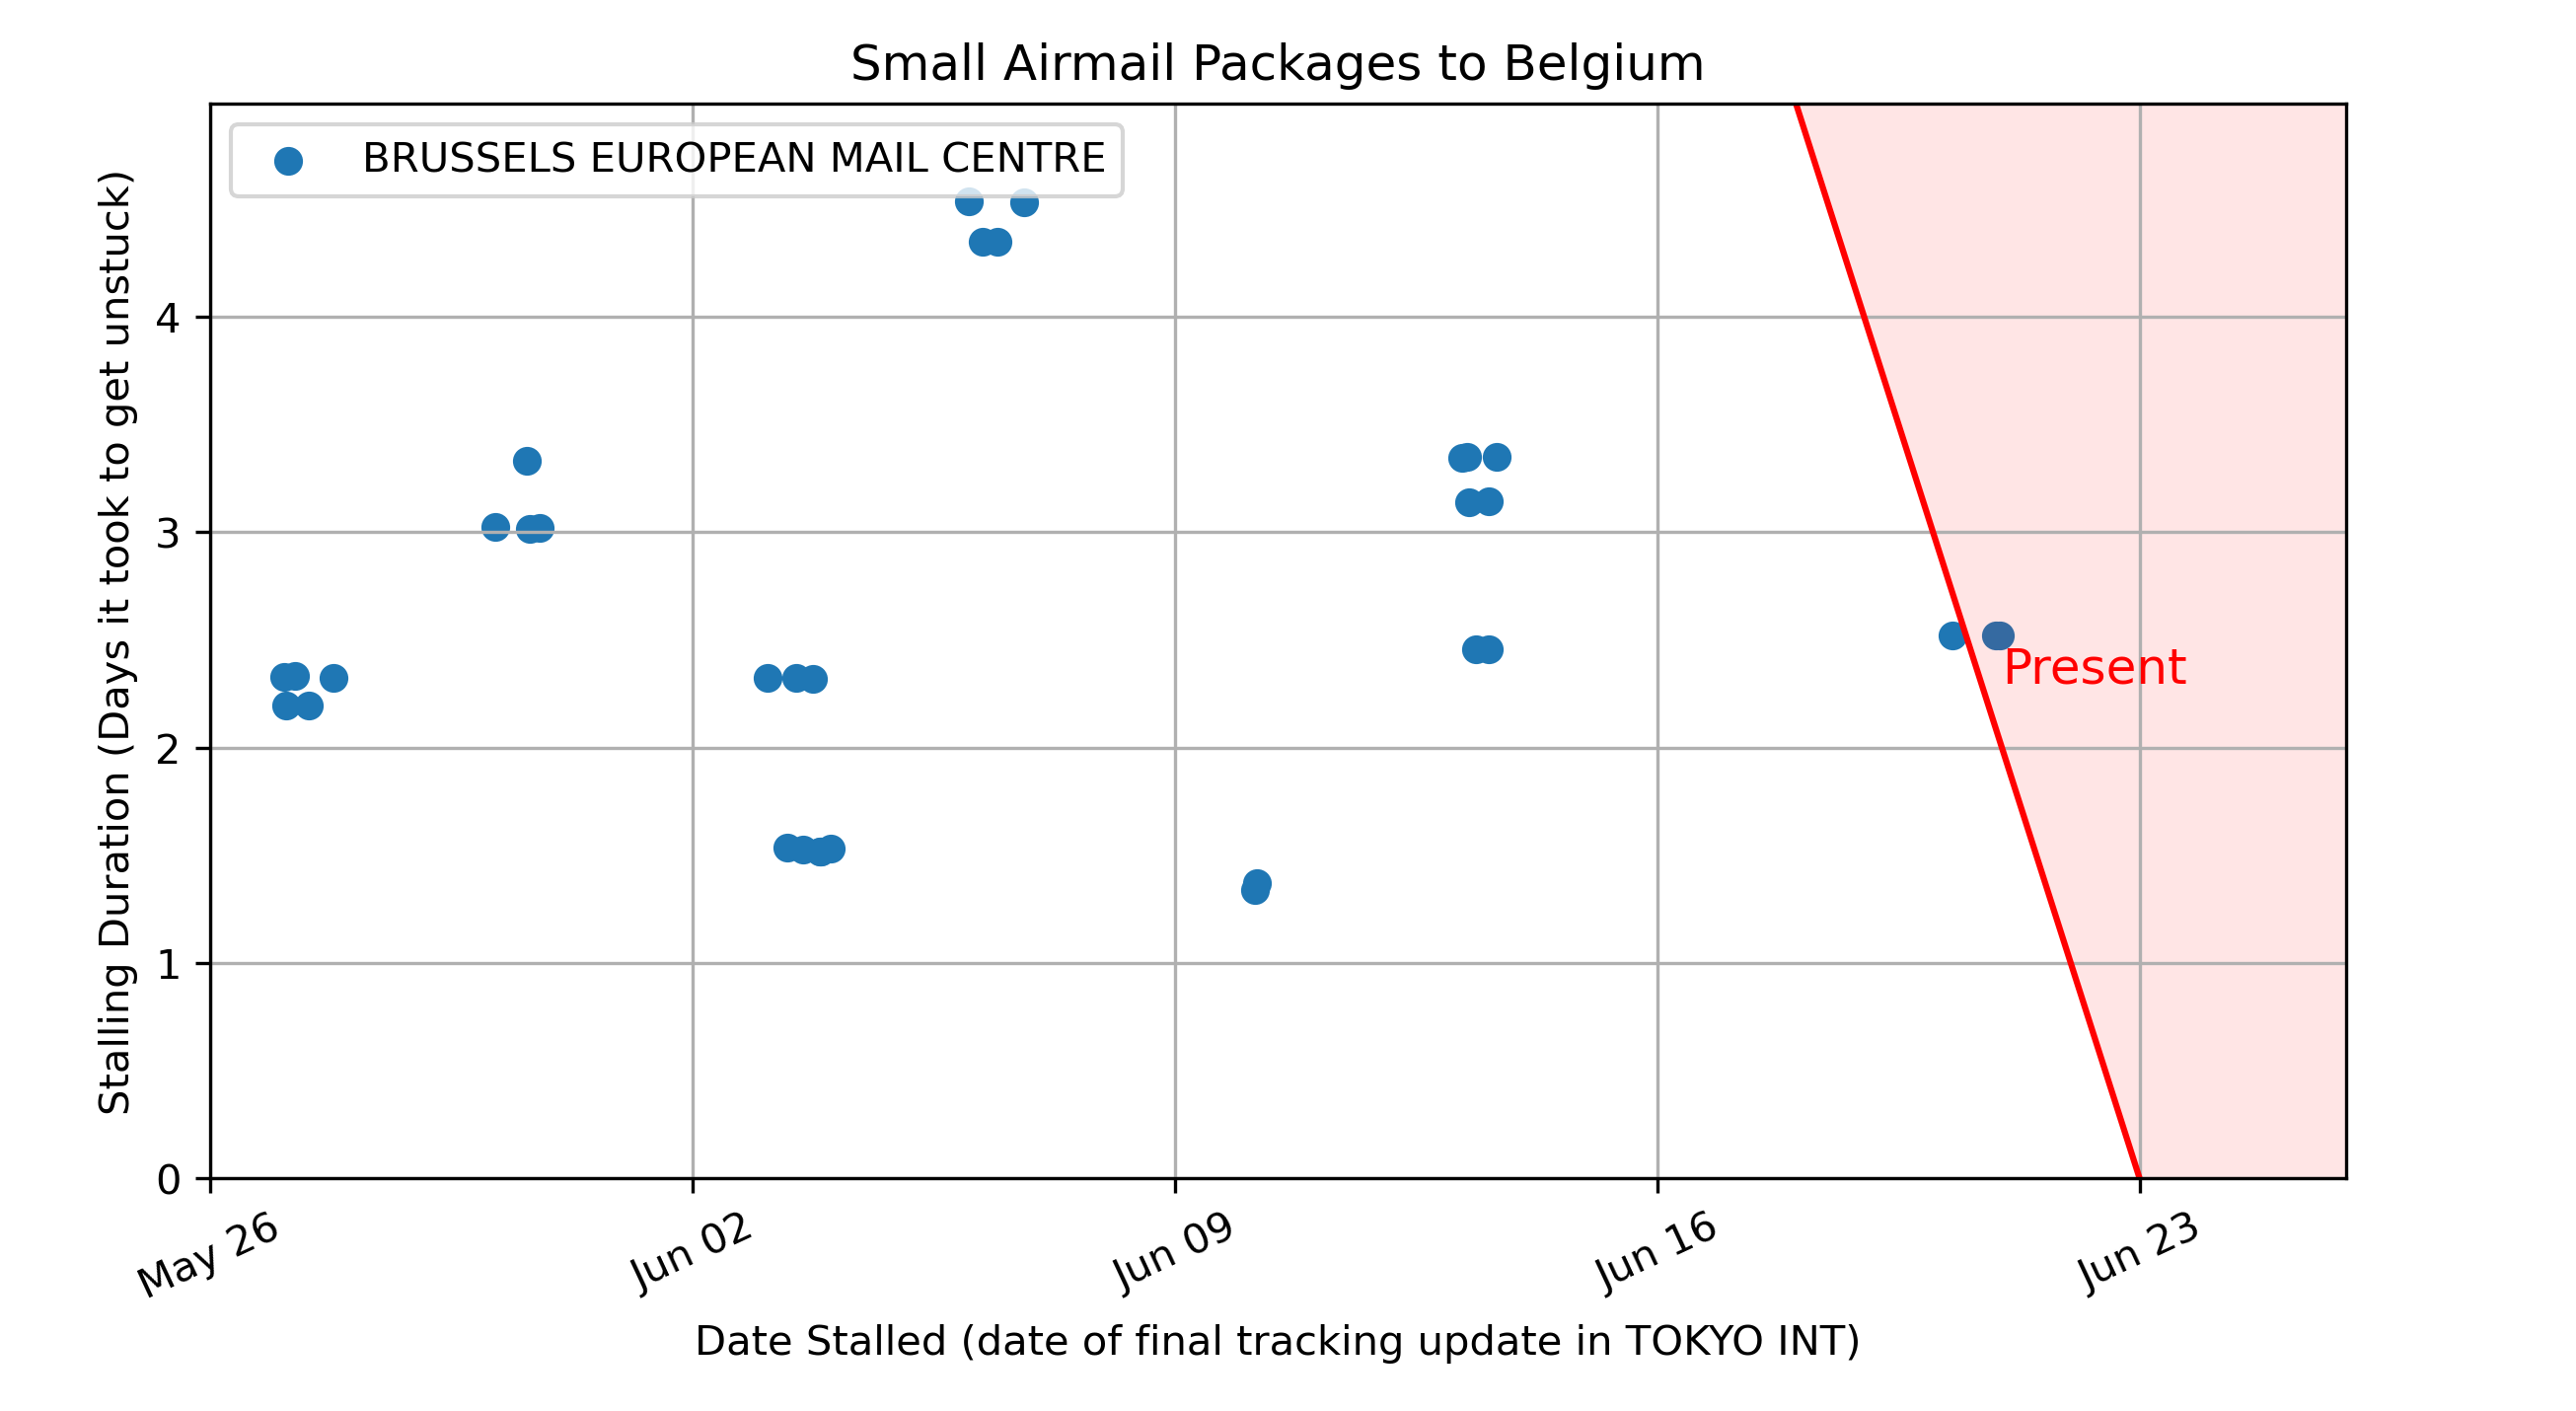 Small Airmail Packages to Belgium
BRUSSELS EUROPEAN MAIL CENTRE
Stalling Duration (Days it took to get unstuck)
4
3
2
1
0
Present
May 26
Jun 02
Jun 09
Jun 16
Jun 23
Date Stalled (date of final tracking update in TOKYO INT)